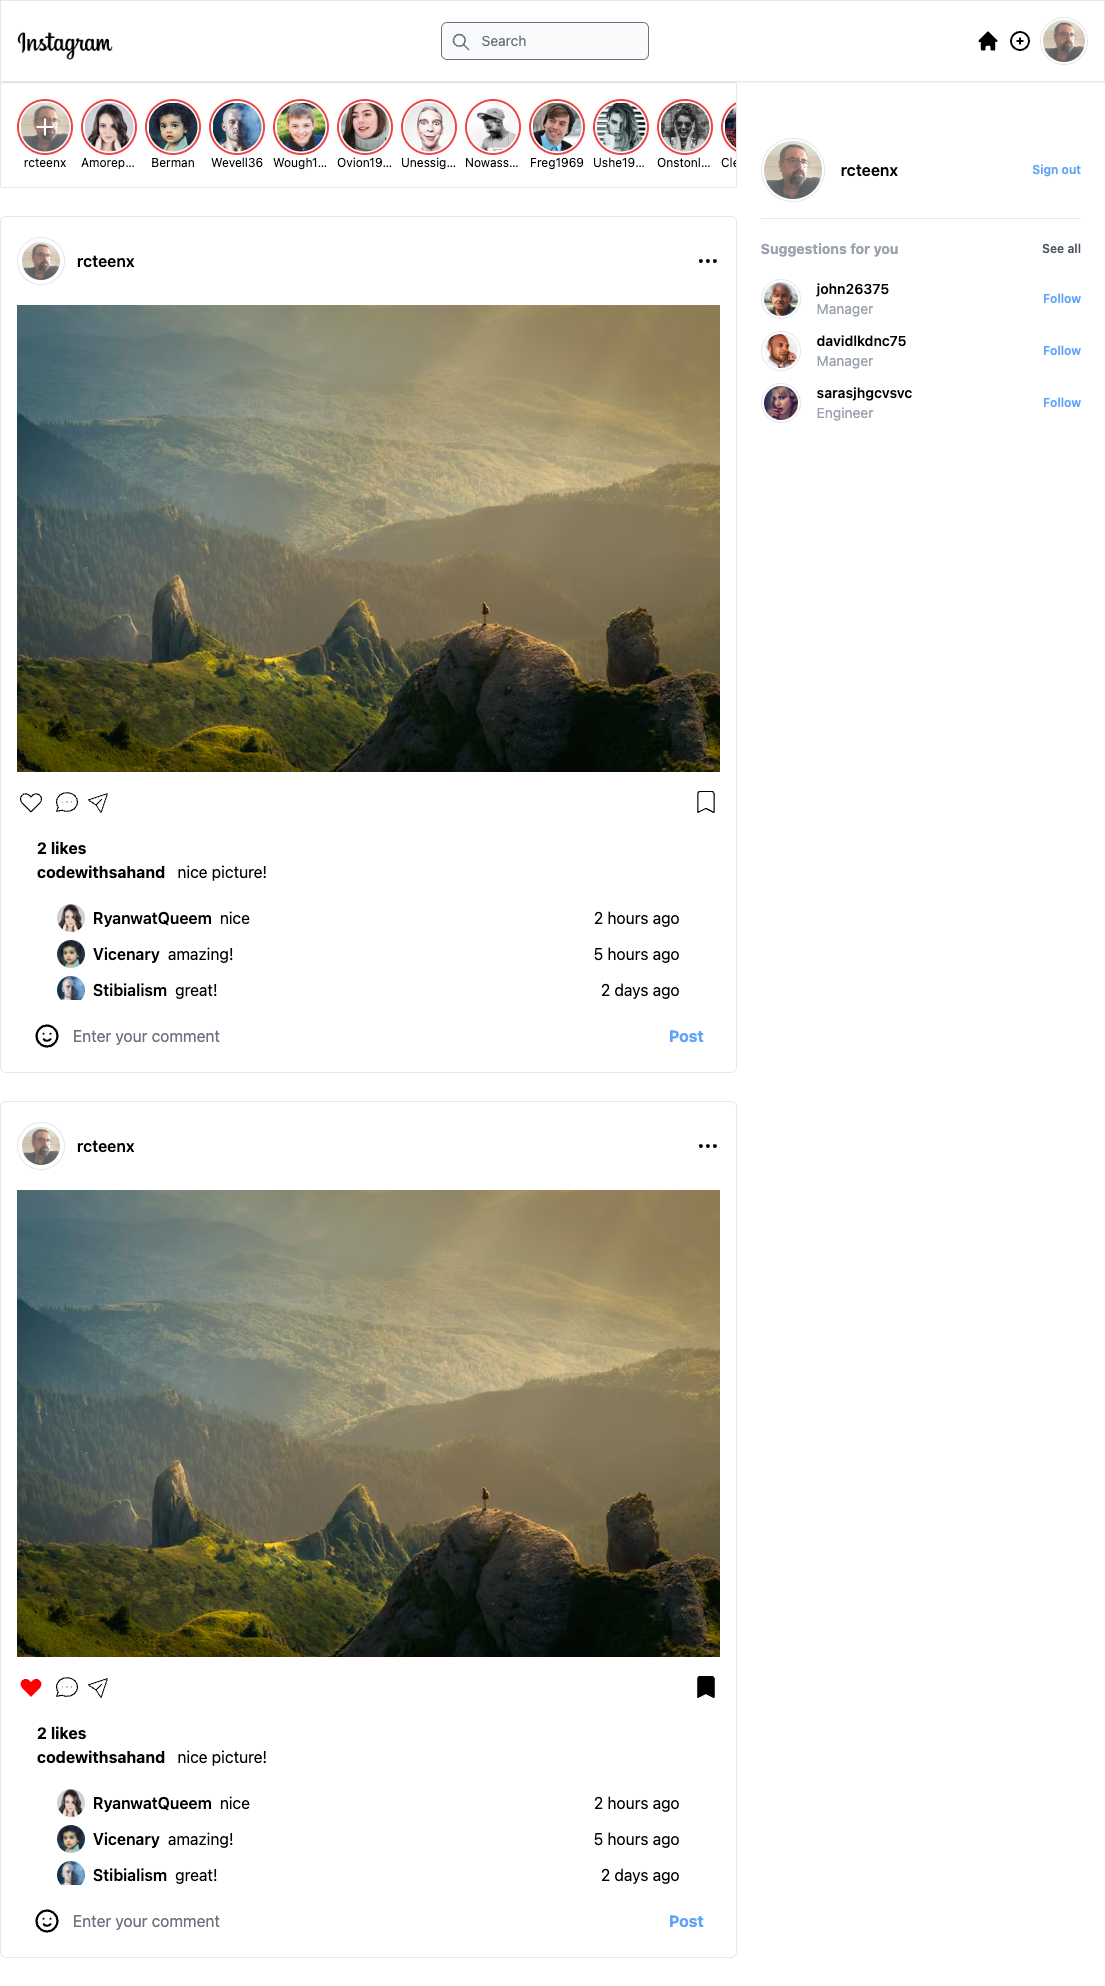 Instagram
Search
rcteenx
Amorep...
Berman
Wevell36
Wough1...
Ovion19...
Unessig...
Nowass...
Freg1969
Ushe19...
Onstonl...
Cle
rcteenx
Sign out
Suggestions for you
See all
john26375
Manager
Follow
davidlkdnc75
Manager
Follow
sarasjhgcvsvc
Engineer
Follow
rcteenx
2 likes
codewithsahand nice picture!
RyanwatQueem nice 2 hours ago
Vicenary amazing! 5 hours ago
Stibialism great! 2 days ago
Enter your comment Post
rcteenx
2 likes
codewithsahand nice picture!
RyanwatQueem nice 2 hours ago
Vicenary amazing! 5 hours ago
Stibialism great! 2 days ago
Enter your comment Post